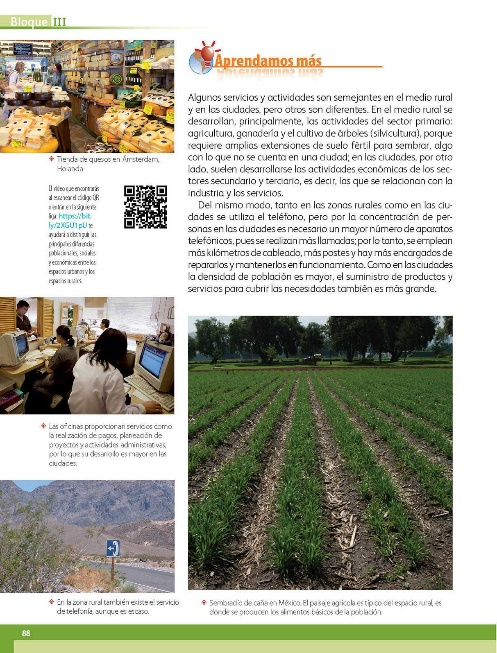 Bloque III
Aprendamos más
Algunos servicios y actividades son semejantes en el medio rural
y en las ciudades, pero otros son diferentes. En el medio rural se
desarrollan, principalmente, las actividades del sector primario:
agricultura, ganadería y el cultivo de árboles (silvicultura), porque
requiere amplias extensiones de suelo fértil para sembrar, algo
con lo que no se cuenta en una ciudad; en las ciudades, por otro
lado, suelen desarrollarse las actividades económicas de los sec-
tores secundario y terciario, es decir, las que se relacionan con la
industria y los servicios.
Del mismo modo, tanto en las zonas rurales como en las ciu-
dades se utiliza el teléfono, pero por la concentración de per-
sonas en las ciudades es necesario un mayor número de aparatos
telefónicos, pues se realizan más llamadas; por lo tanto, se emplean
más kilómetros de cableado, más postes y hay más encargados de
repararlos y mantenerlos en funcionamiento. Como en las ciudades
la densidad de población es mayor, el suministro de productos y
servicios para cubrir las necesidades también es más grande.
Tienda de quesos en Ámsterdam,
Holanda.
El video que encontrarás
al escanear el código QR
o entrar en la siguiente
liga: https://bit.
ly/2XGU1pU te
ayudará a distinguir las
principales diferencias
poblacionales, sociales
y económicas entre los
espacios urbanos y los
espacios rurales.
Las oficinas proporcionan servicios como
la realización de pagos, planeación de
proyectos y actividades administrativas,
por lo que su desarrollo es mayor en las
ciudades.
En la zona rural también existe el servicio
de telefonía, aunque es escaso.
Sembradío de caña en México. El paisaje agrícola es típico del espacio rural, es
donde se producen los alimentos básicos de la población.
88